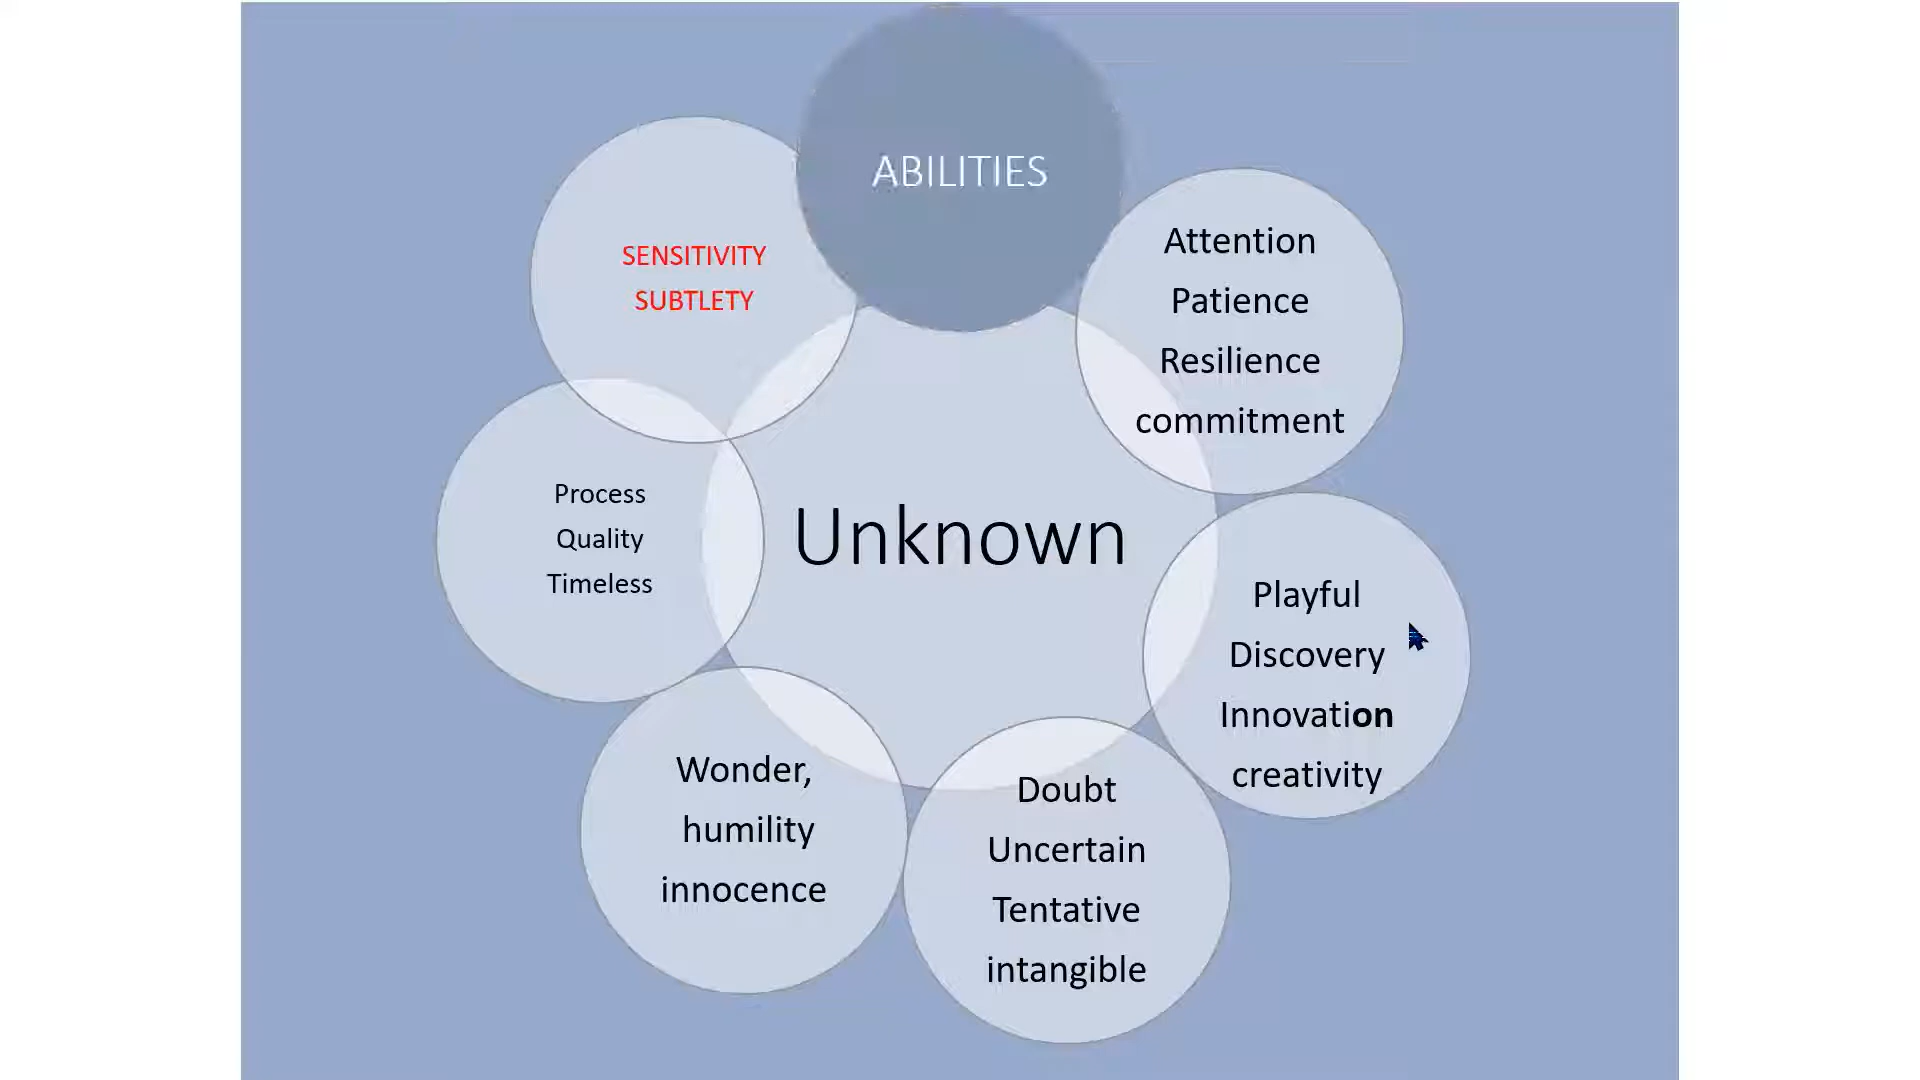 ABILITIES
SENSITIVITY
SUBTLETY
Attention
Patience
Resilience
commitment
Process
Quality
Timeless
Unknown
Playful
Discovery
Innovation
creativity
Wonder,
humility
innocence
Doubt
Uncertain
Tentative
intangible